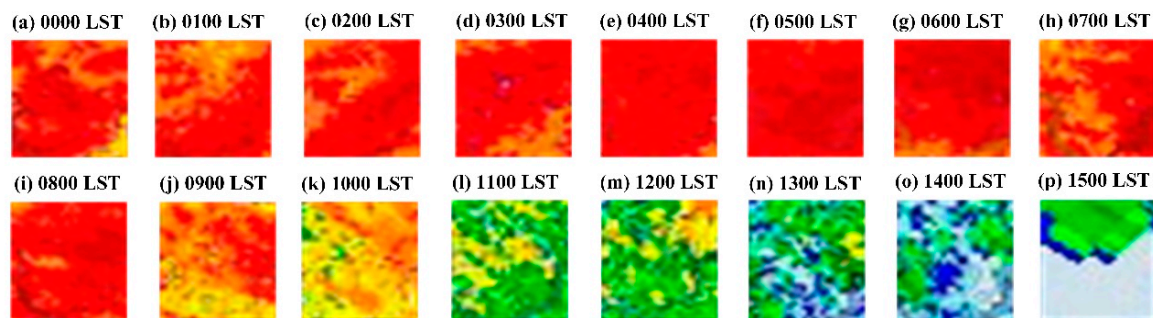 (a) 0000 LST (b) 0100 LST (c) 0200 LST (d) 0300 LST (e) 0400 LST (f) 0500 LST (g) 0600 LST (h) 0700 LST
(i) 0800 LST (j) 0900 LST (k) 1000 LST (l) 1100 LST (m) 1200 LST (n) 1300 LST (o) 1400 LST (p) 1500 LST